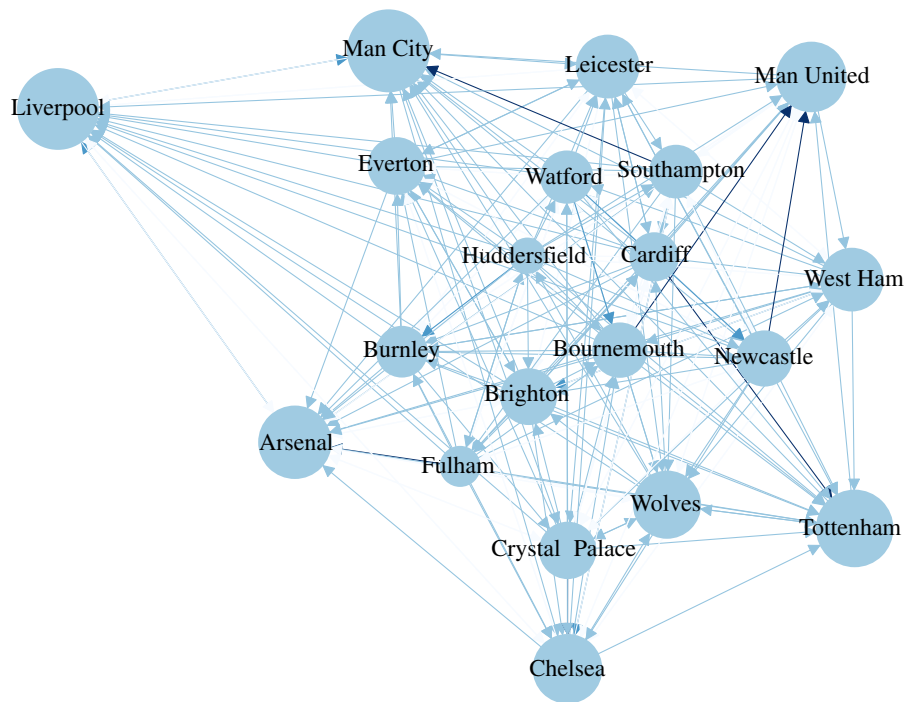 Man City
Leicester
Man United
Liverpool
Everton
Watford
Southampton
Huddersfield
Cardiff
West Ham
Burnley
Bournemouth
Newcastle
Brighton
Arsenal
Fulham
Wolves
Tottenham
Crystal  Palace
Chelsea